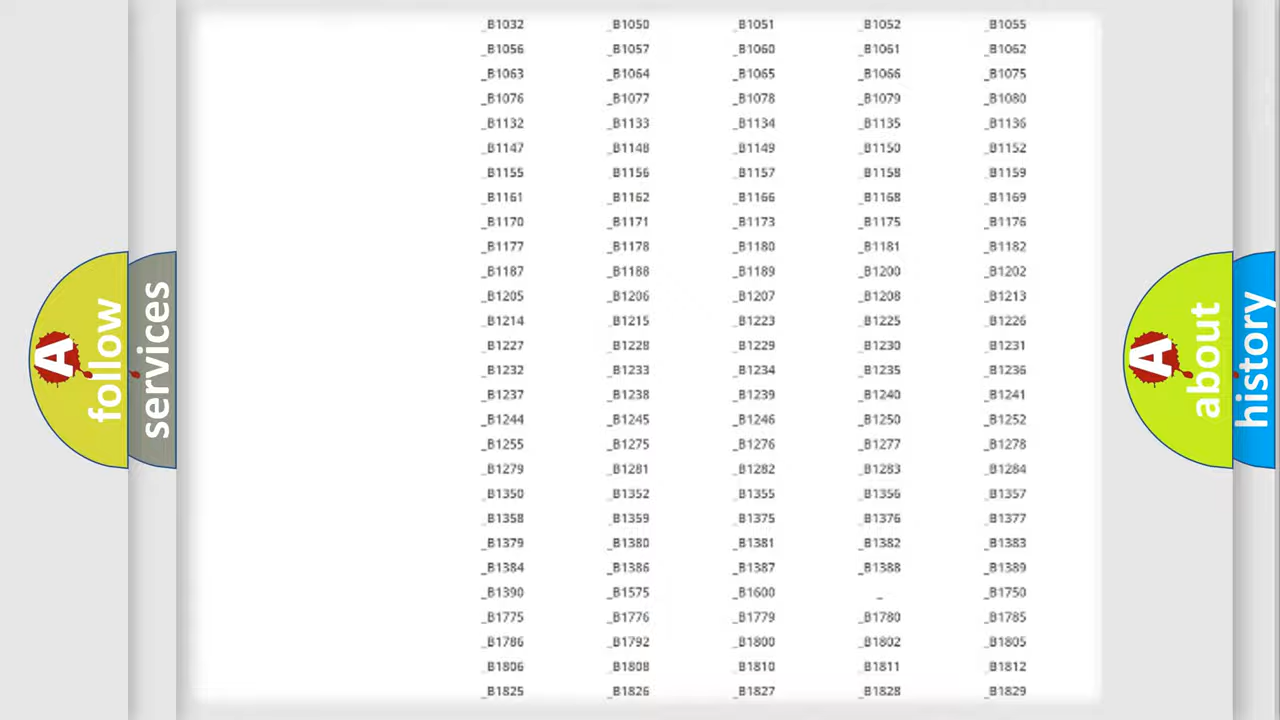 _B1032 _B1050 _B1051 _B1052 _B1055
_B1056 _B1057 _B1060 _B1061 _B1062
_B1063 _B1064 _B1065 _B1066 _B1075
_B1076 _B1077 _B1078 _B1079 _B1080
_B1132 _B1133 _B1134 _B1135 _B1136
_B1147 _B1148 _B1149 _B1150 _B1152
_B1155 _B1156 _B1157 _B1158 _B1159
_B1161 _B1162 _B1166 _B1168 _B1169
_B1170 _B1171 _B1173 _B1175 _B1176
_B1177 _B1178 _B1180 _B1181 _B1182
_B1187 _B1188 _B1189 _B1200 _B1202
_B1205 _B1206 _B1207 _B1208 _B1213
_B1214 _B1215 _B1223 _B1225 _B1226
_B1227 _B1228 _B1229 _B1230 _B1231
_B1232 _B1233 _B1234 _B1235 _B1236
_B1237 _B1238 _B1239 _B1240 _B1241
_B1244 _B1245 _B1246 _B1250 _B1252
_B1255 _B1275 _B1276 _B1277 _B1278
_B1279 _B1281 _B1282 _B1283 _B1284
_B1350 _B1352 _B1355 _B1356 _B1357
_B1358 _B1359 _B1375 _B1376 _B1377
_B1379 _B1380 _B1381 _B1382 _B1383
_B1384 _B1386 _B1387 _B1388 _B1389
_B1390 _B1575 _B1600 _ _B1750
_B1775 _B1776 _B1779 _B1780 _B1785
_B1786 _B1792 _B1800 _B1802 _B1805
_B1806 _B1808 _B1810 _B1811 _B1812
_B1825 _B1826 _B1827 _B1828 _B1829
A follow
services
A about
history